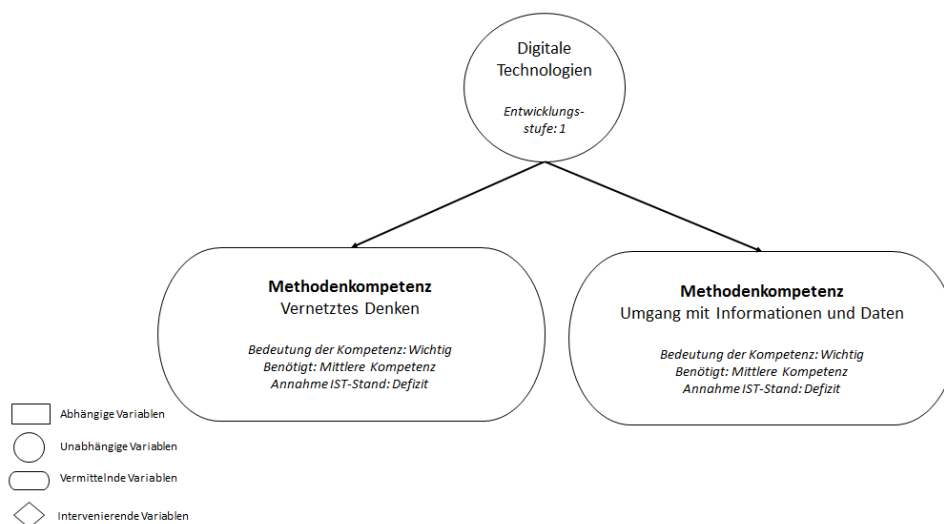 Digitale
Technologien
Entwicklungs-
stufe: 1
Methodenkompetenz
Vernetztes Denken
Bedeutung der Kompetenz: Wichtig
Benötigt: Mittlere Kompetenz
Annahme IST-Stand: Defizit
Methodenkompetenz
Umgang mit Informationen und Daten
Bedeutung der Kompetenz: Wichtig
Benötigt: Mittlere Kompetenz
Annahme IST-Stand: Defizit
Abhängige Variablen
Unabhängige Variablen
Vermittelnde Variablen
Intervenierende Variablen